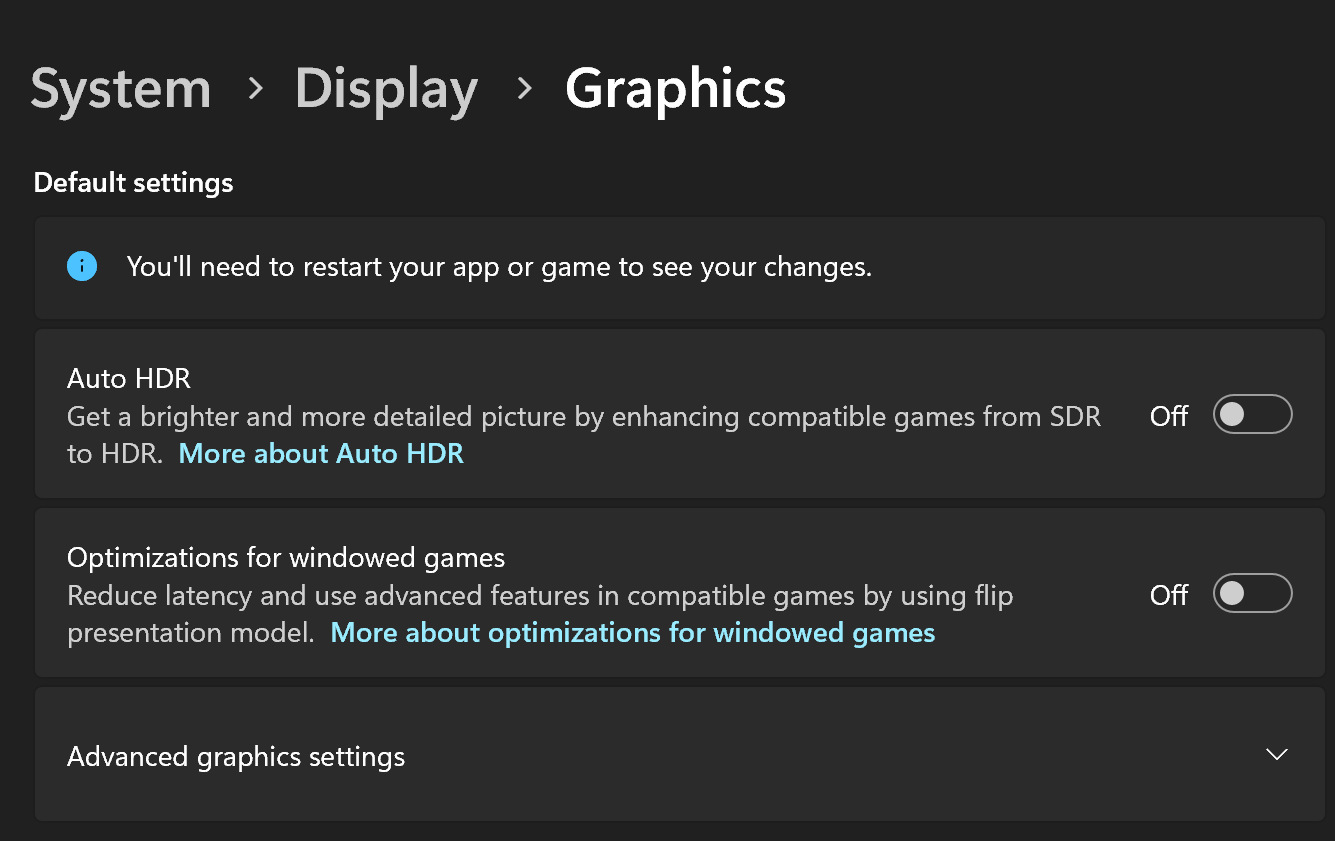 System > Display > Graphics
Default settings
You'll need to restart your app or game to see your changes.
Auto HDR
Get a brighter and more detailed picture by enhancing compatible games from SDR
to HDR. More about Auto HDR
Off
Optimizations for windowed games
Reduce latency and use advanced features in compatible games by using flip
presentation model. More about optimizations for windowed games
Off
Advanced graphics settings